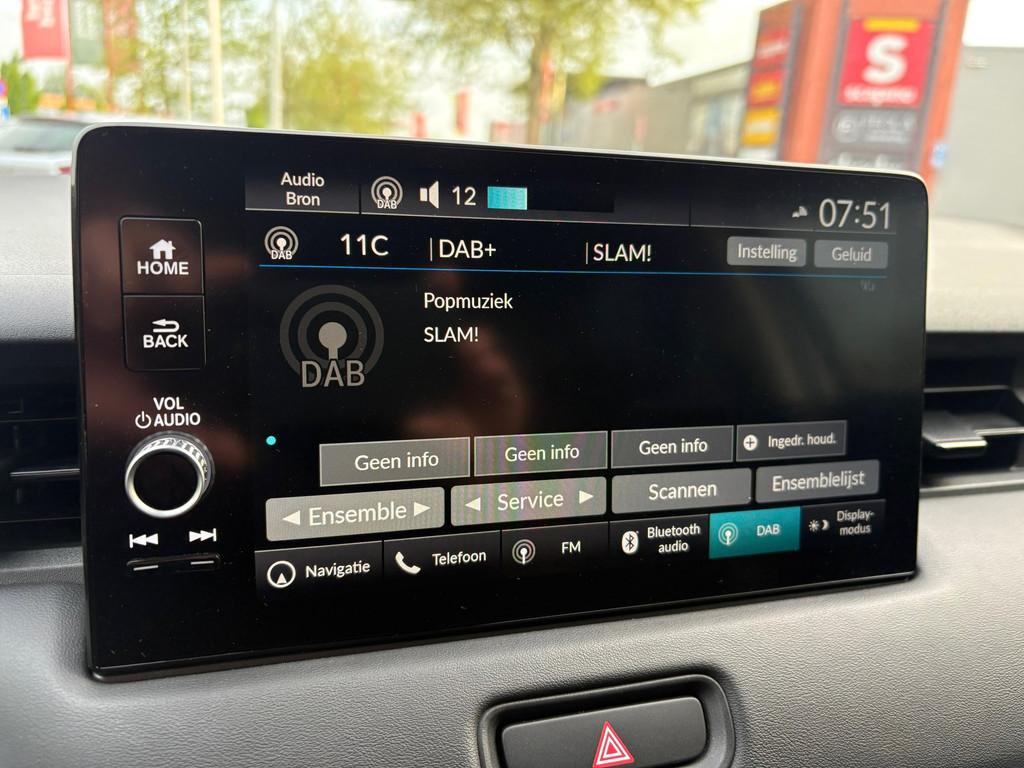 S
Audio
Bron
DAB
12
07:51
DAB
11C
DAB+
SLAM!
Instelling
Geluid
HOME
BACK
VOL
AUDIO
DAB
Popmuziek
SLAM!
Geen info
Geen info
Geen info
Ingedr. houd.
Ensemble
Service
Scannen
Ensemblelijst
Navigatie
Telefoon
FM
Bluetooth
audio
DAB
Display-
modus